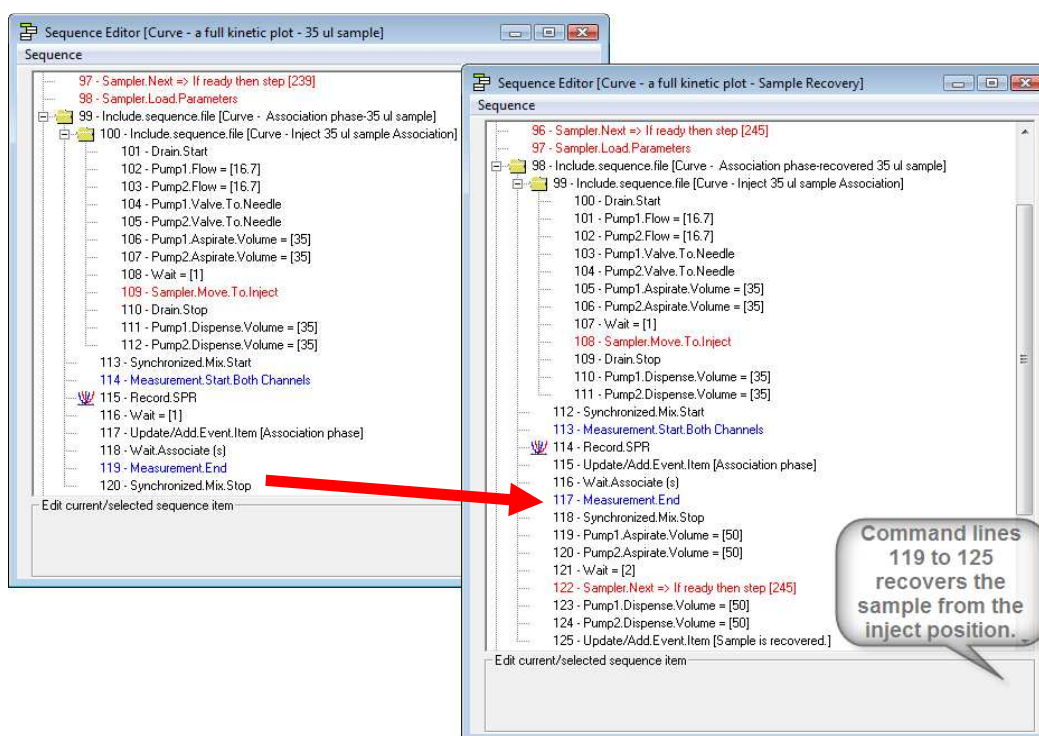 Sequence Editor [Curve - a full kinetic plot - 35 ul sample]
Sequence
97 - Sampler.Next => If ready then step [239]
98 - Sampler.Load.Parameters
99 - Include.sequence.file [Curve - Association phase-35 ul sample]
100 - Include.sequence.file [Curve - Inject 35 ul sample Association]
101 - Drain.Start
102 - Pump1.Flow = [16.7]
103 - Pump2.Flow = [16.7]
104 - Pump1.Valve.To.Needle
105 - Pump2.Valve.To.Needle
106 - Pump1.Aspirate.Volume = [35]
107 - Pump2.Aspirate.Volume = [35]
108 - Wait = [1]
109 - Sampler.Move.To.Inject
110 - Drain.Stop
111 - Pump1.Dispense.Volume = [35]
112 - Pump2.Dispense.Volume = [35]
113 - Synchronized.Mix.Start
114 - Measurement.Start.Both Channels
115 - Record.SPR
116 - Wait = [1]
117 - Update/Add.Event.Item [Association phase]
118 - Wait.Associate (s)
119 - Measurement.End
120 - Synchronized.Mix.Stop
Edit current/selected sequence item
Sequence Editor [Curve - a full kinetic plot - Sample Recovery]
Sequence
96 - Sampler.Next => If ready then step [245]
97 - Sampler.Load.Parameters
98 - Include.sequence.file [Curve - Association phase-recovered 35 ul sample]
99 - Include.sequence.file [Curve - Inject 35 ul sample Association]
100 - Drain.Start
101 - Pump1.Flow = [16.7]
102 - Pump2.Flow = [16.7]
103 - Pump1.Valve.To.Needle
104 - Pump2.Valve.To.Needle
105 - Pump1.Aspirate.Volume = [35]
106 - Pump2.Aspirate.Volume = [35]
107 - Wait = [1]
108 - Sampler.Move.To.Inject
109 - Drain.Stop
110 - Pump1.Dispense.Volume = [35]
111 - Pump2.Dispense.Volume = [35]
112 - Synchronized.Mix.Start
113 - Measurement.Start.Both Channels
114 - Record.SPR
115 - Update/Add.Event.Item [Association phase]
116 - Wait.Associate (s)
117 - Measurement.End
118 - Synchronized.Mix.Stop
119 - Pump1.Aspirate.Volume = [50]
120 - Pump2.Aspirate.Volume = [50]
121 - Wait = [2]
122 - Sampler.Next => If ready then step [245]
123 - Pump1.Dispense.Volume = [50]
124 - Pump2.Dispense.Volume = [50]
125 - Update/Add.Event.Item [Sample is recovered.]
Edit current/selected sequence item
Command lines
119 to 125
recovers the
sample from the
inject position.